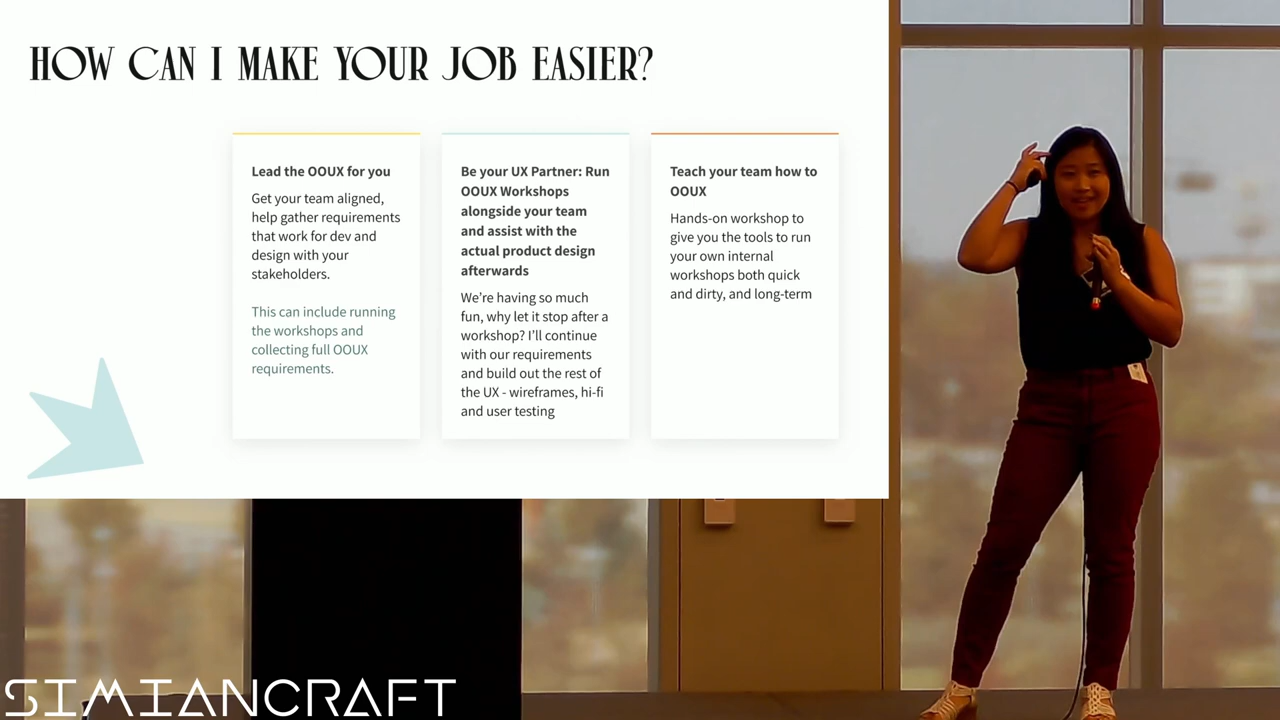 HOW CAN I MAKE YOUR JOB EASIER?
Lead the OOUX for you
Get your team aligned,
help gather requirements
that work for dev and
design with your
stakeholders.
This can include running
the workshops and
collecting full OOUX
requirements.
Be your UX Partner: Run
OOUX Workshops
alongside your team
and assist with the
actual product design
afterwards
We’re having so much
fun, why let it stop after a
workshop? I’ll continue
with our requirements
and build out the rest of
the UX - wireframes, hi-fi
and user testing
Teach your team how to
OOUX
Hands-on workshop to
give you the tools to run
your own internal
workshops both quick
and dirty, and long-term
SIMIANCRAFT